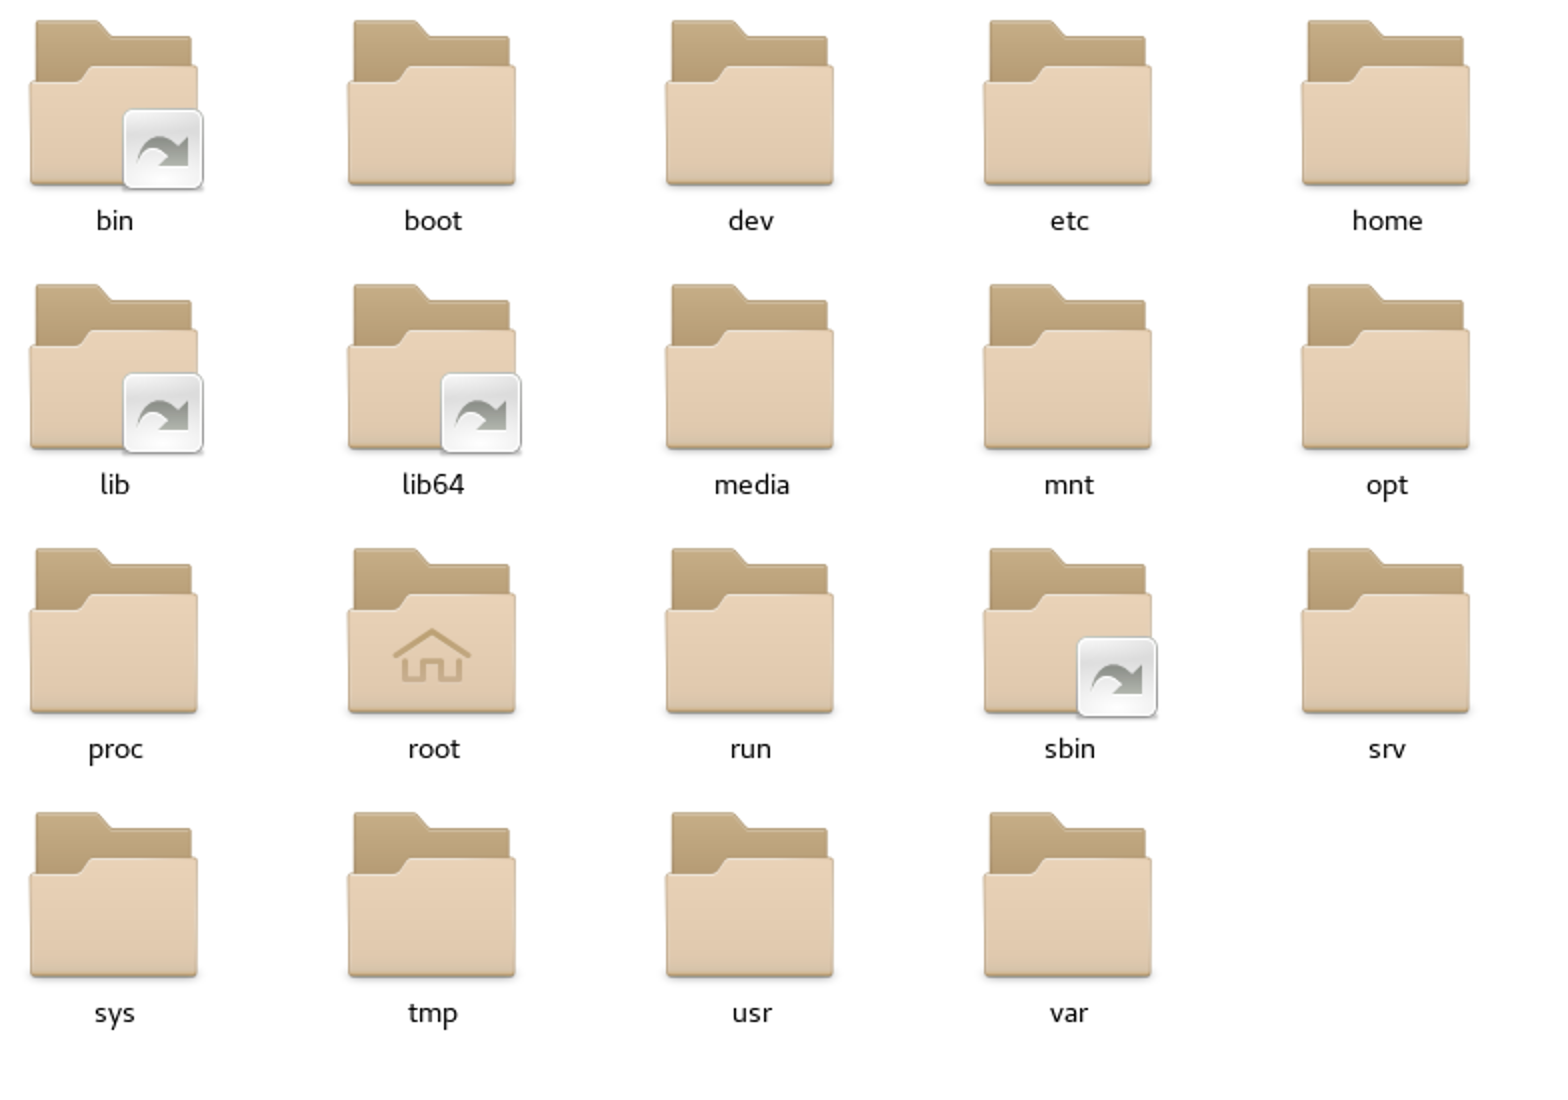 bin boot dev etc home
lib lib64 media mnt opt
proc root run sbin srv
sys tmp usr var